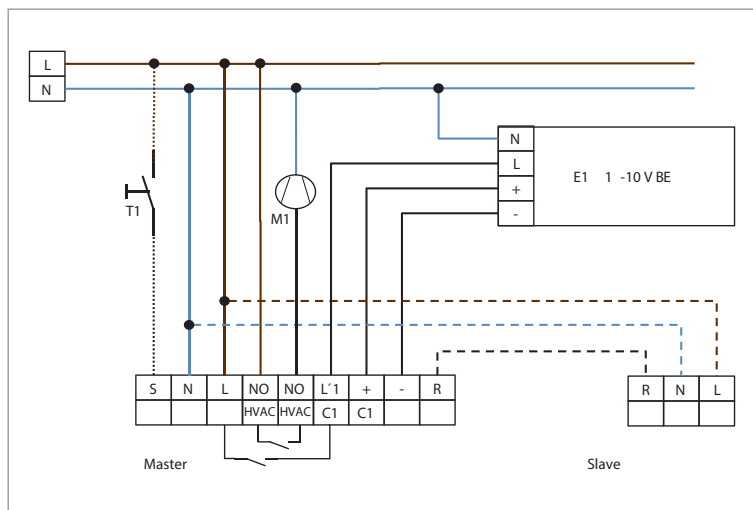 L
N
N
L
E1 1 -10 V BE
+
-
T1
M1
S N L NO NO L´1 + - R
HVAC HVAC C1 C1
R N L
Master
Slave